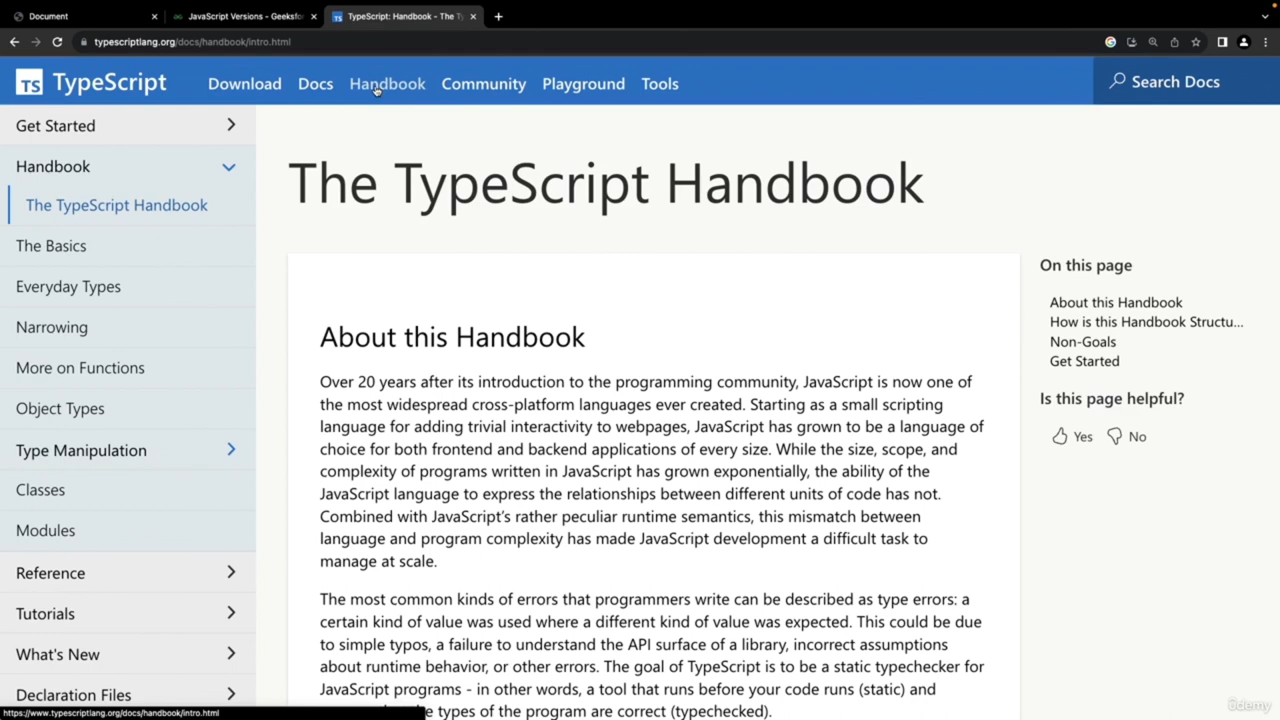 Document
JavaScript Versions - Geeksfor
TS TypeScript: Handbook - The Ty
typescriptlang.org/docs/handbook/intro.html
TS TypeScript
Download Docs Handbook Community Playground Tools
Search Docs
Get Started
Handbook
The TypeScript Handbook
The Basics
Everyday Types
Narrowing
More on Functions
Object Types
Type Manipulation
Classes
Modules
Reference
Tutorials
What's New
Declaration Files
https://www.typescriptlang.org/docs/handbook/intro.html
The TypeScript Handbook
About this Handbook
Over 20 years after its introduction to the programming community, JavaScript is now one of
the most widespread cross-platform languages ever created. Starting as a small scripting
language for adding trivial interactivity to webpages, JavaScript has grown to be a language of
choice for both frontend and backend applications of every size. While the size, scope, and
complexity of programs written in JavaScript has grown exponentially, the ability of the
JavaScript language to express the relationships between different units of code has not.
Combined with JavaScript's rather peculiar runtime semantics, this mismatch between
language and program complexity has made JavaScript development a difficult task to
manage at scale.
The most common kinds of errors that programmers write can be described as type errors: a
certain kind of value was used where a different kind of value was expected. This could be due
to simple typos, a failure to understand the API surface of a library, incorrect assumptions
about runtime behavior, or other errors. The goal of TypeScript is to be a static typechecker for
JavaScript programs - in other words, a tool that runs before your code runs (static) and
e types of the program are correct (typechecked).
On this page
About this Handbook
How is this Handbook Structu...
Non-Goals
Get Started
Is this page helpful?
Yes No
ûdemy